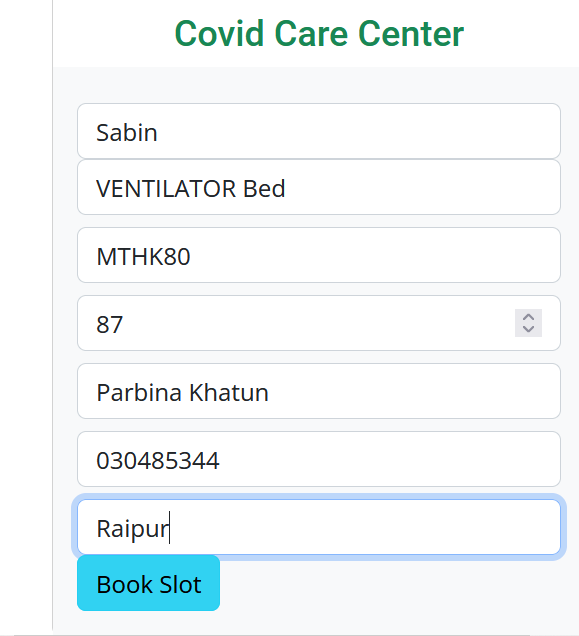 Covid Care Center
Sabin
VENTILATOR Bed
MTHK80
87
Parbina Khatun
030485344
Raipur
Book Slot